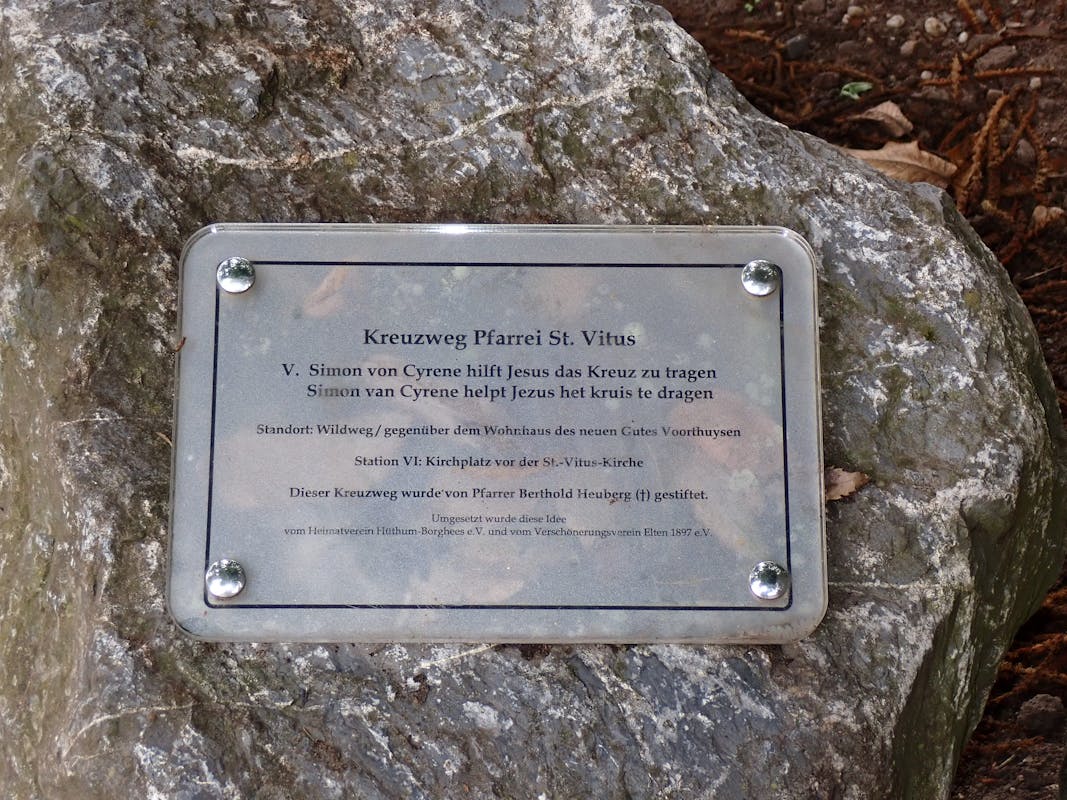 Kreuzweg Pfarrei St. Vitus
V. Simon von Cyrene hilft Jesus das Kreuz zu tragen
Simon van Cyrene helpt Jezus het kruis te dragen
Standort: Wildweg / gegenüber dem Wohnhaus des neuen Gutes Voorthuysen
Station VI: Kirchplatz vor der St.-Vitus-Kirche
Dieser Kreuzweg wurde von Pfarrer Berthold Heuberg (†) gestiftet.
Umgesetzt wurde diese Idee
vom Heimatverein Hüthum-Borghees e.V. und vom Verschönerungsverein Elten 1897 e.V.